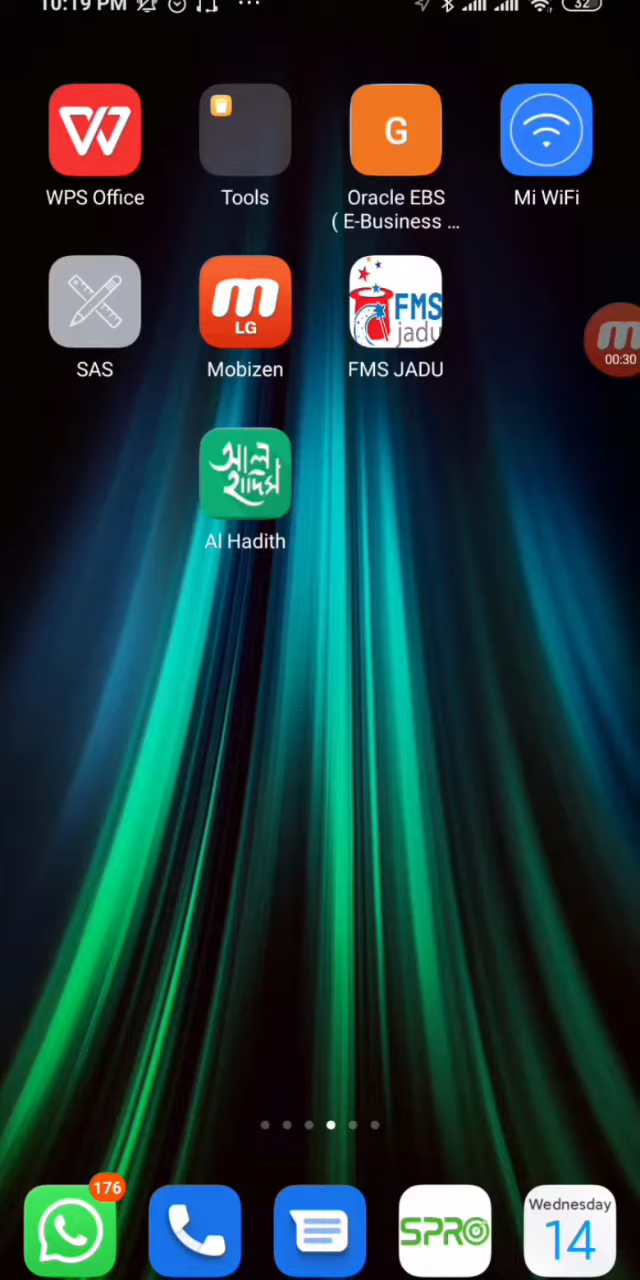 10:19 PM
32
WPS Office
Tools
G
Oracle EBS
( E-Business ...
Mi WiFi
SAS
LG
Mobizen
FMS
jadu
FMS JADU
00:30
আল
হাদিস
Al Hadith
176
SPRO
Wednesday
14